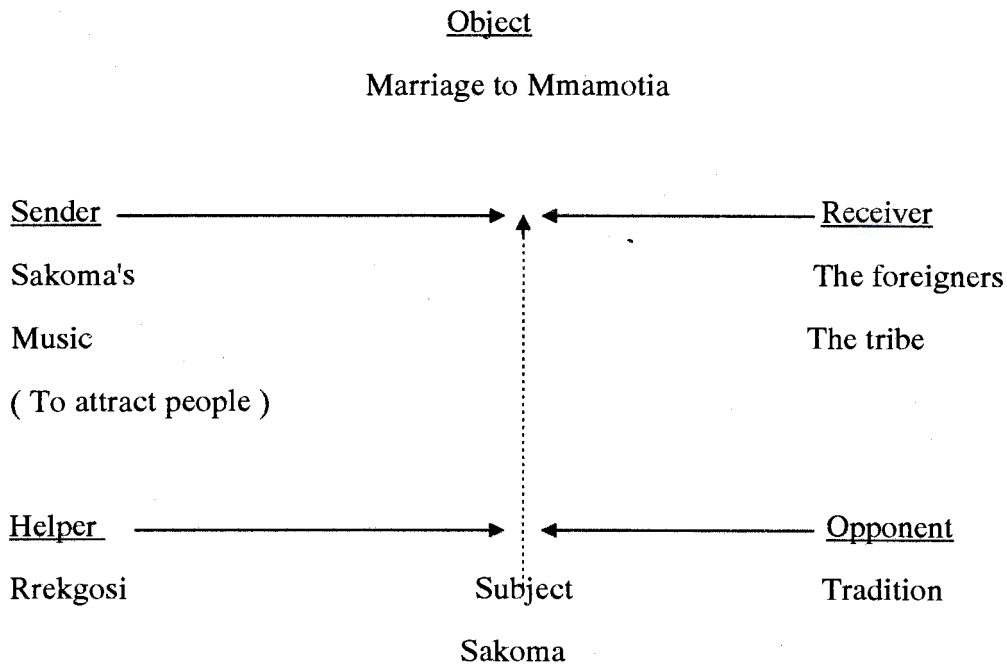 Object
Marriage to Mmamotia
Sender
Receiver
Sakoma's
The foreigners
Music
The tribe
( To attract people )
Helper
Opponent
Rrekgosi
Subject
Tradition
Sakoma